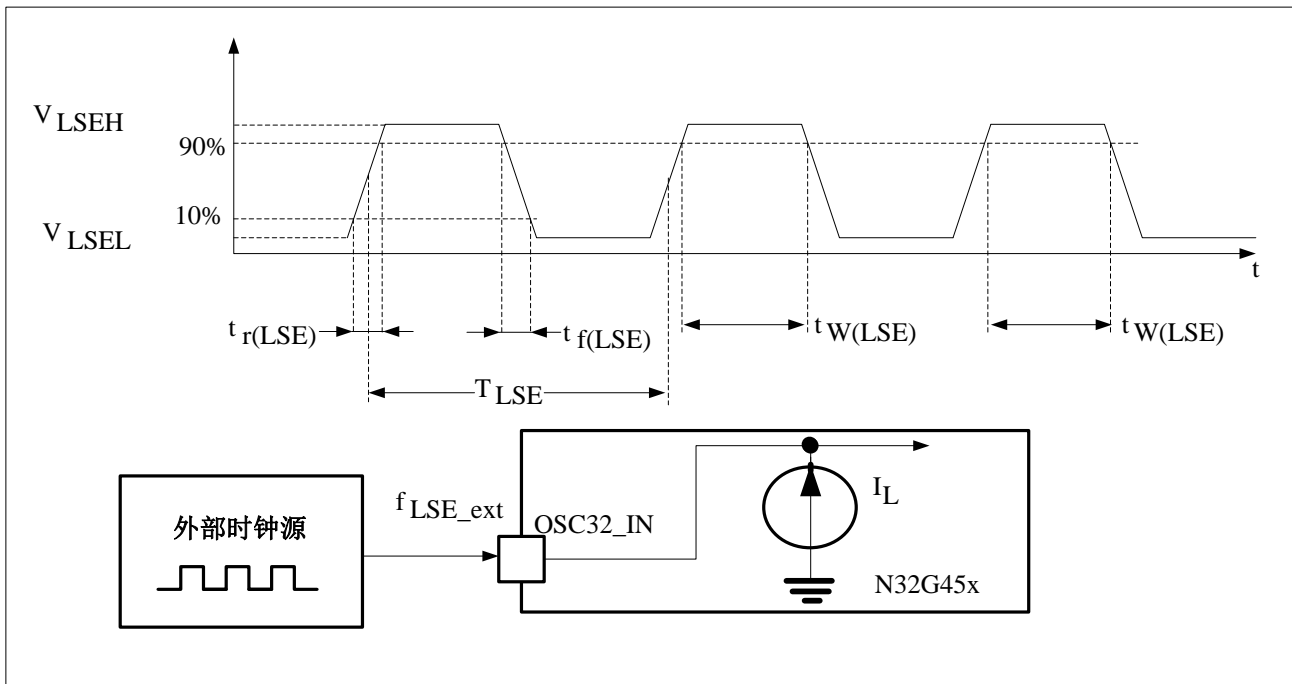 V LSEH
90%
10%
V LSEL
t
t r(LSE)
t f(LSE)
t W(LSE)
t W(LSE)
T LSE
f LSE_ext
OSC32_IN
I L
外部时钟源
N32G45x